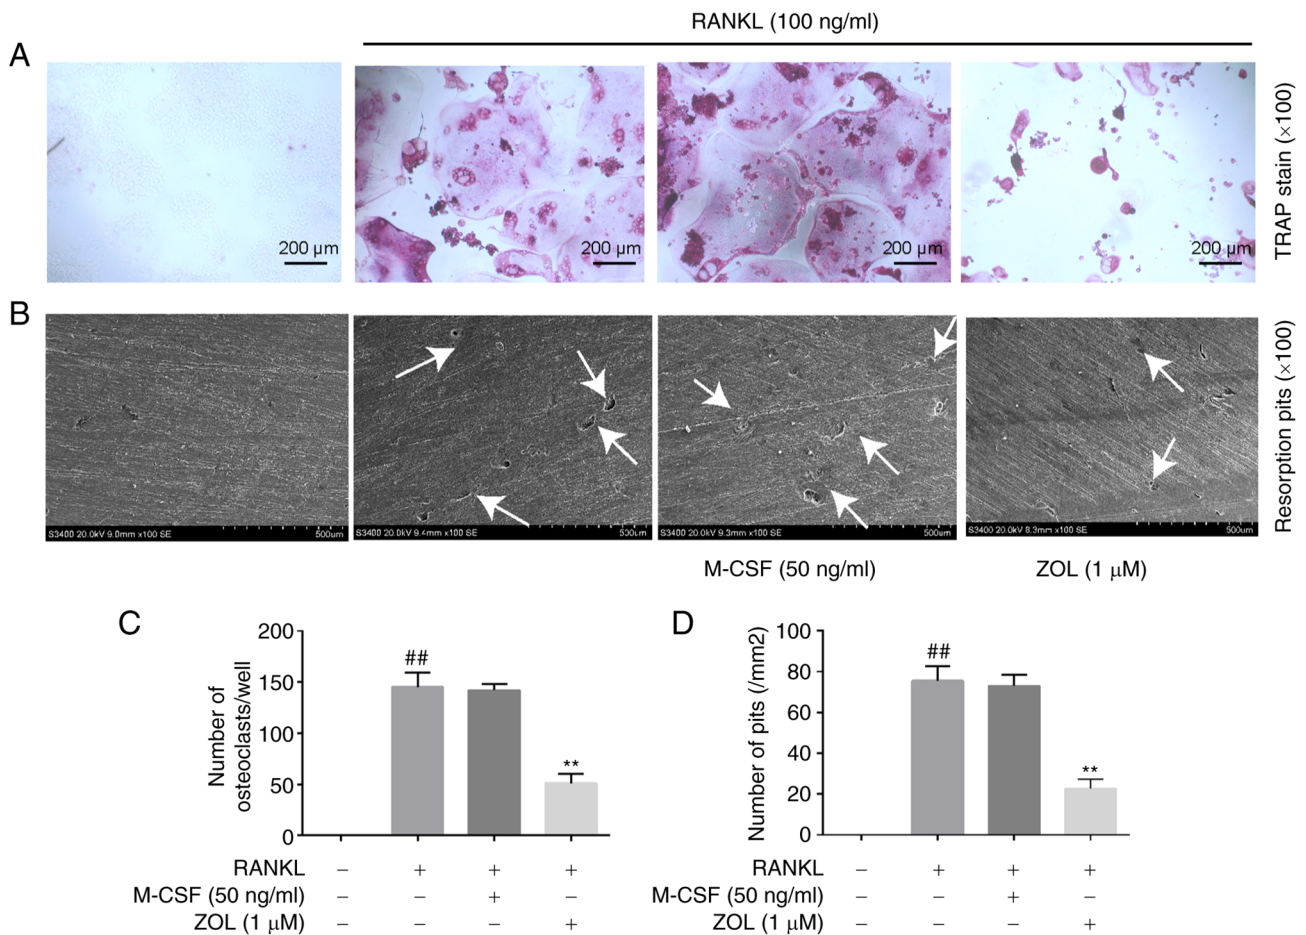 RANKL (100 ng/ml)
A
200 µm
200 µm
200 µm
200 µm
TRAP stain (×100)
B
S3400 20.0kV 9.0mm x100 SE 500um
S3400 20.0kV 9.4mm x100 SE 500um
S3400 20.0kV 9.3mm x100 SE 500um
S3400 20.0kV 8.3mm x100 SE 500um
Resorption pits (×100)
M-CSF (50 ng/ml)
ZOL (1 µM)
C
Number of
osteoclasts/well
200
150
100
50
0
##
**
RANKL – + + +
M-CSF (50 ng/ml) – – + –
ZOL (1 µM) – – – +
D
Number of pits (/mm2)
100
80
60
40
20
0
##
**
RANKL – + + +
M-CSF (50 ng/ml) – – + –
ZOL (1 µM) – – – +